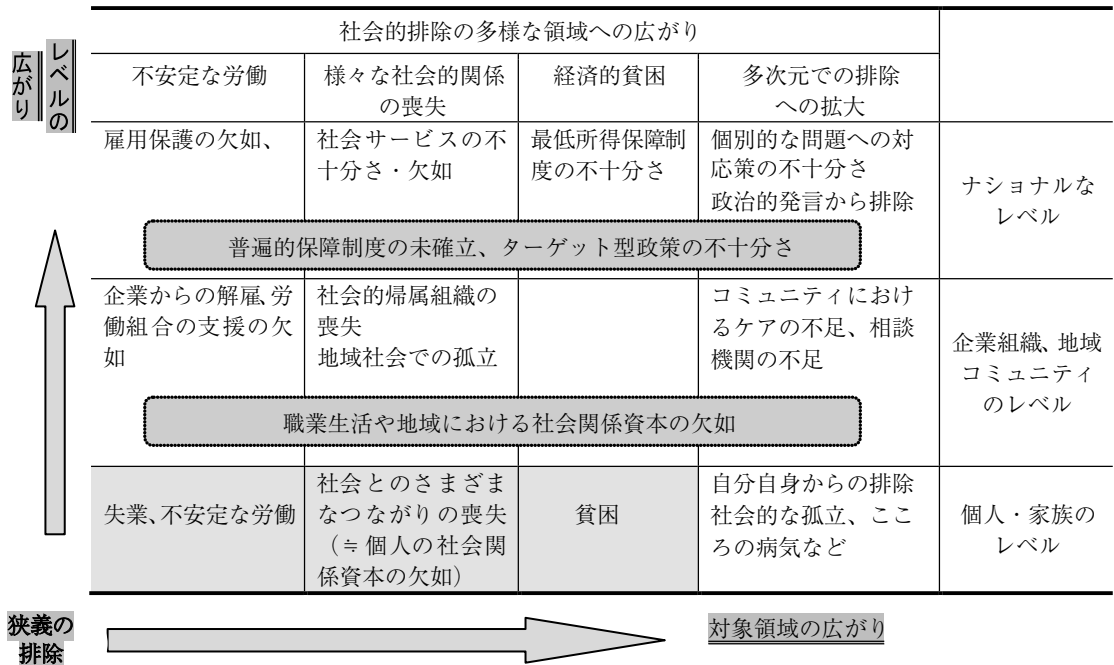 社会的排除の多様な領域への広がり
レベルの
広がり
不安定な労働
様々な社会的関係
の喪失
経済的貧困
多次元での排除
への拡大
雇用保護の欠如、
社会サービスの不
十分さ・欠如
最低所得保障制
度の不十分さ
個別的な問題への対
応策の不十分さ
政治的発言から排除
ナショナルな
レベル
普遍的保障制度の未確立、ターゲット型政策の不十分さ
企業からの解雇、労
働組合の支援の欠
如
社会的帰属組織の
喪失
地域社会での孤立
コミュニティにおけ
るケアの不足、相談
機関の不足
企業組織、地域
コミュニティ
のレベル
職業生活や地域における社会関係資本の欠如
失業、不安定な労働
社会とのさまざま
なつながりの喪失
（≒個人の社会関
係資本の欠如）
貧困
自分自身からの排除
社会的な孤立、ここ
ろの病気など
個人・家族の
レベル
狭義の
排除
対象領域の広がり